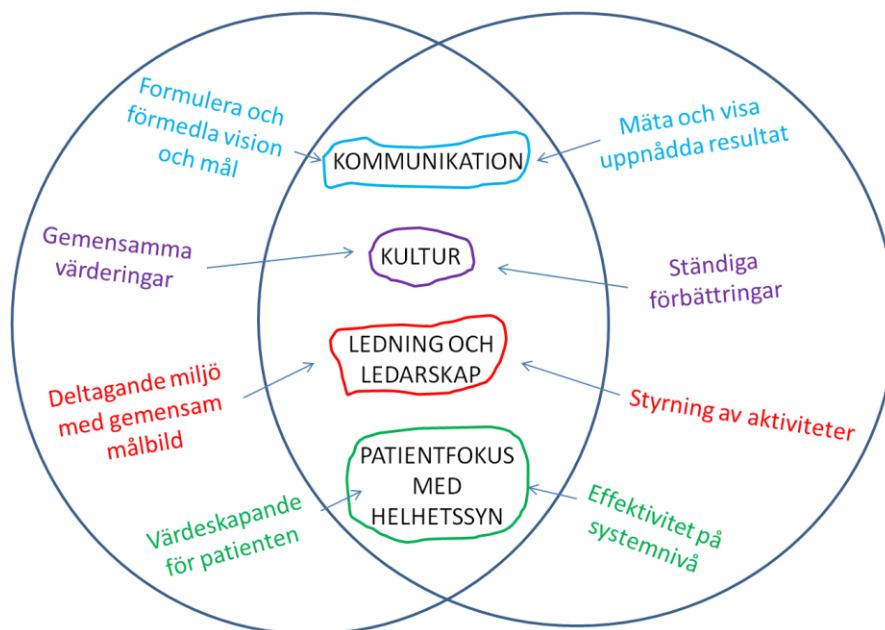 Formulera och
förmedla vision
och mål
KOMMUNIKATION
Mäta och visa
uppnådda resultat
Gemensamma
värderingar
KULTUR
Ständiga
förbättringar
Deltagande miljö
med gemensam
målbild
LEDNING OCH
LEDARSKAP
Styrning av aktiviteter
Värdeskapande
för patienten
PATIENTFOKUS
MED
HELHETSSYN
Effektivitet på
systemnivå